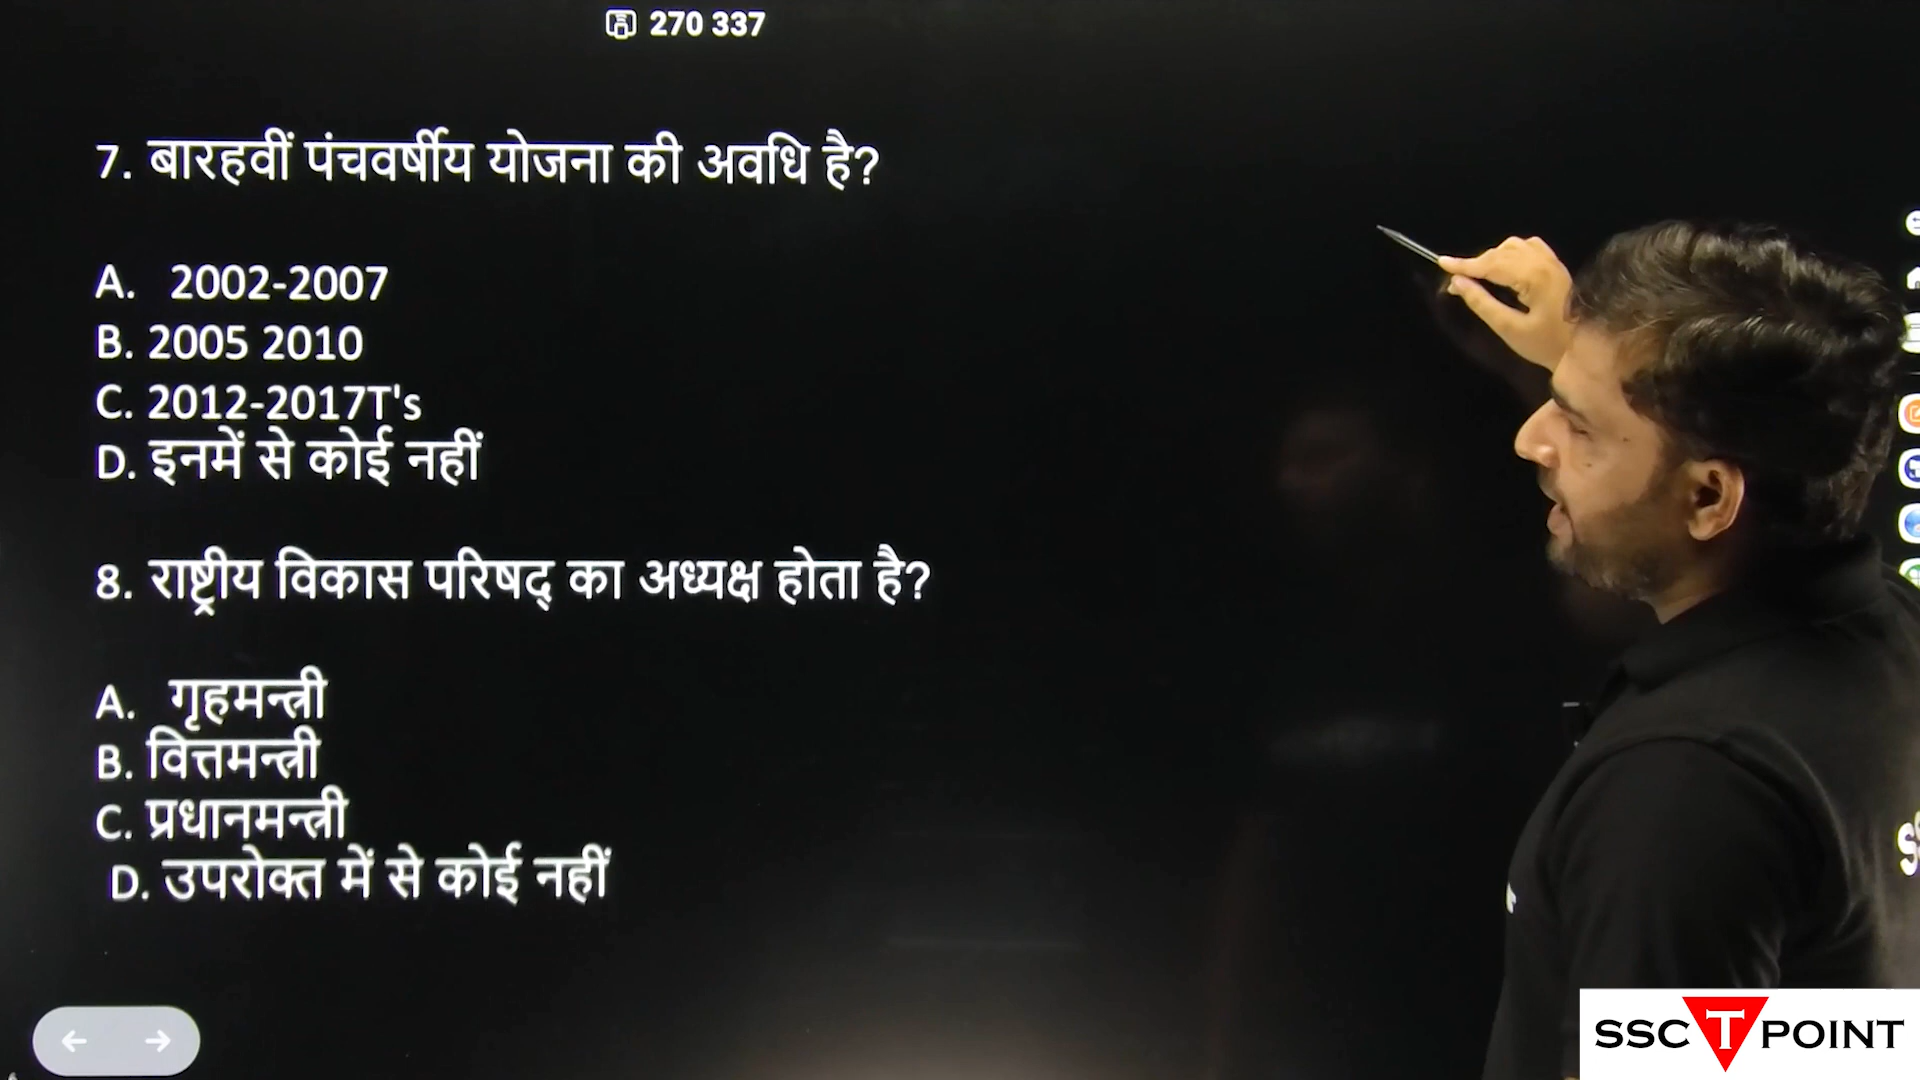 270 337
7. बारहवीं पंचवर्षीय योजना की अवधि है?
A. 2002-2007
B. 2005 2010
C. 2012-2017T's
D. इनमें से कोई नहीं
8. राष्ट्रीय विकास परिषद् का अध्यक्ष होता है?
A. गृहमन्त्री
B. वित्तमन्त्री
C. प्रधानमन्त्री
D. उपरोक्त में से कोई नहीं
SSC T POINT